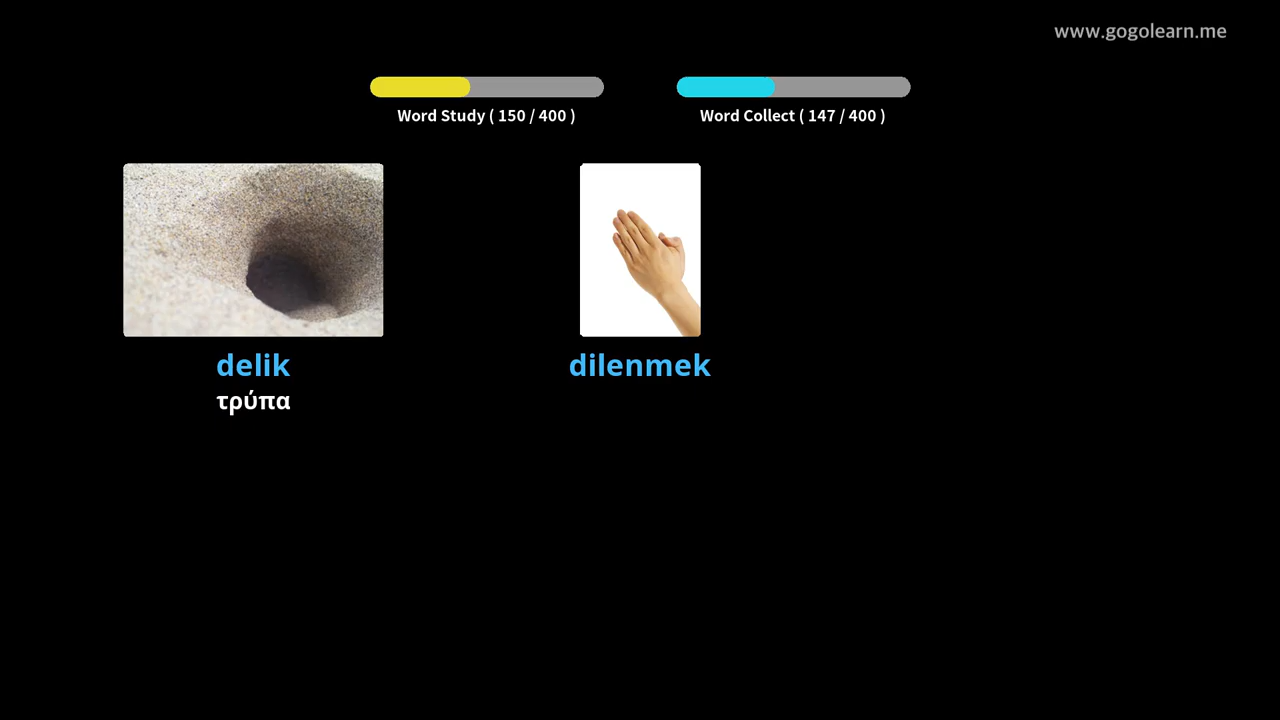 www.gogolearn.me
Word Study ( 150 / 400 )
Word Collect ( 147 / 400 )
delik
τρύπα
dilenmek